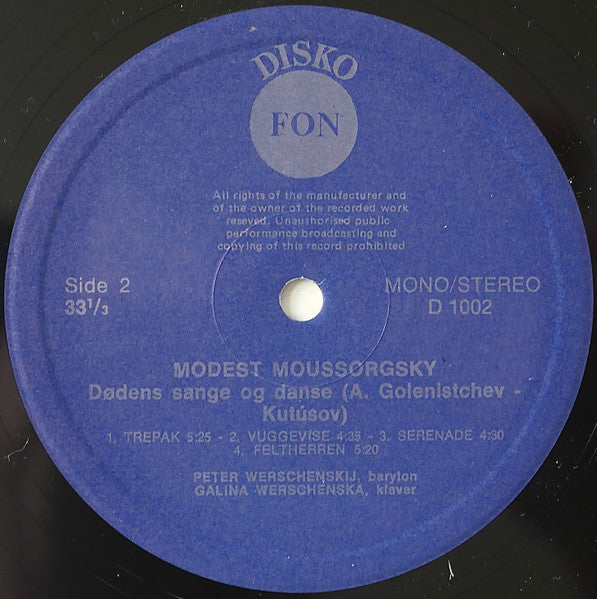 DISKO
FON
All rights of the manufacturer and
of the owner of the recorded work
reseved. Unauthorised public
performance broadcasting and
copying of this record prohibited
Side 2
33 1/3
MONO/STEREO
D 1002
MODEST MOUSSORGSKY
Dødens sange og danse (A. Golenistchev -
Kutúsov)
1. TREPAK 5:25 - 2. VUGGEVISE 4:35 - 3. SERENADE 4:30
4. FELTHERREN 5:20
PETER WERSCHENSKIJ, baryton
GALINA WERSCHENSKA, klaver